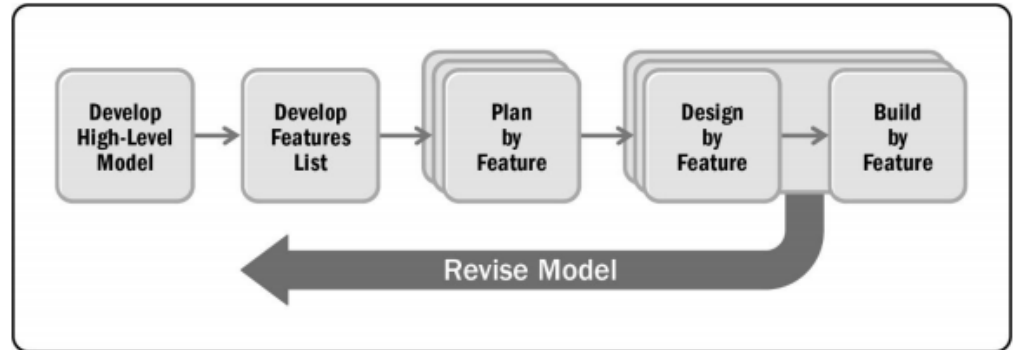 Develop
High-Level
Model
Develop
Features
List
Plan
by
Feature
Design
by
Feature
Build
by
Feature
Revise Model